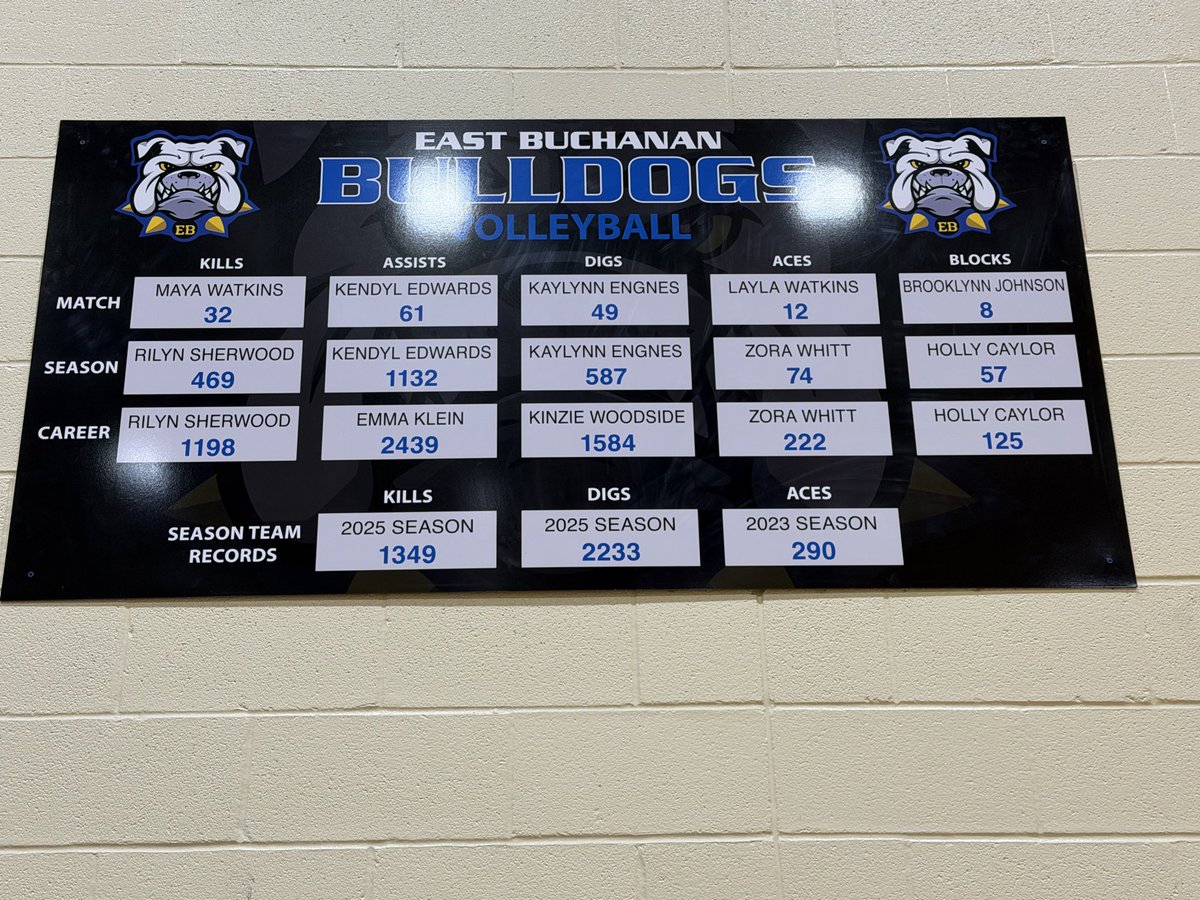 EAST BUCHANAN
BULLDOGS
VOLLEYBALL
EB
EB
KILLS ASSISTS DIGS ACES BLOCKS
MATCH
MAYA WATKINS KENDYL EDWARDS KAYLYNN ENGNES LAYLA WATKINS BROOKLYNN JOHNSON
32 61 49 12 8
SEASON
RILYN SHERWOOD KENDYL EDWARDS KAYLYNN ENGNES ZORA WHITT HOLLY CAYLOR
469 1132 587 74 57
CAREER
RILYN SHERWOOD EMMA KLEIN KINZIE WOODSIDE ZORA WHITT HOLLY CAYLOR
1198 2439 1584 222 125
KILLS DIGS ACES
SEASON TEAM
RECORDS
2025 SEASON 2025 SEASON 2023 SEASON
1349 2233 290